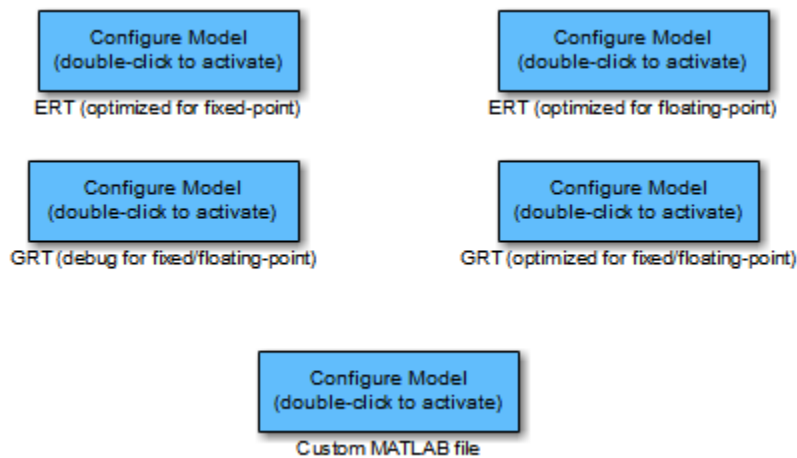 Configure Model
(double-click to activate)
ERT (optimized for fixed-point)
Configure Model
(double-click to activate)
ERT (optimized for floating-point)
Configure Model
(double-click to activate)
GRT (debug for fixed/floating-point)
Configure Model
(double-click to activate)
GRT (optimized for fixed/floating-point)
Configure Model
(double-click to activate)
Custom MATLAB file